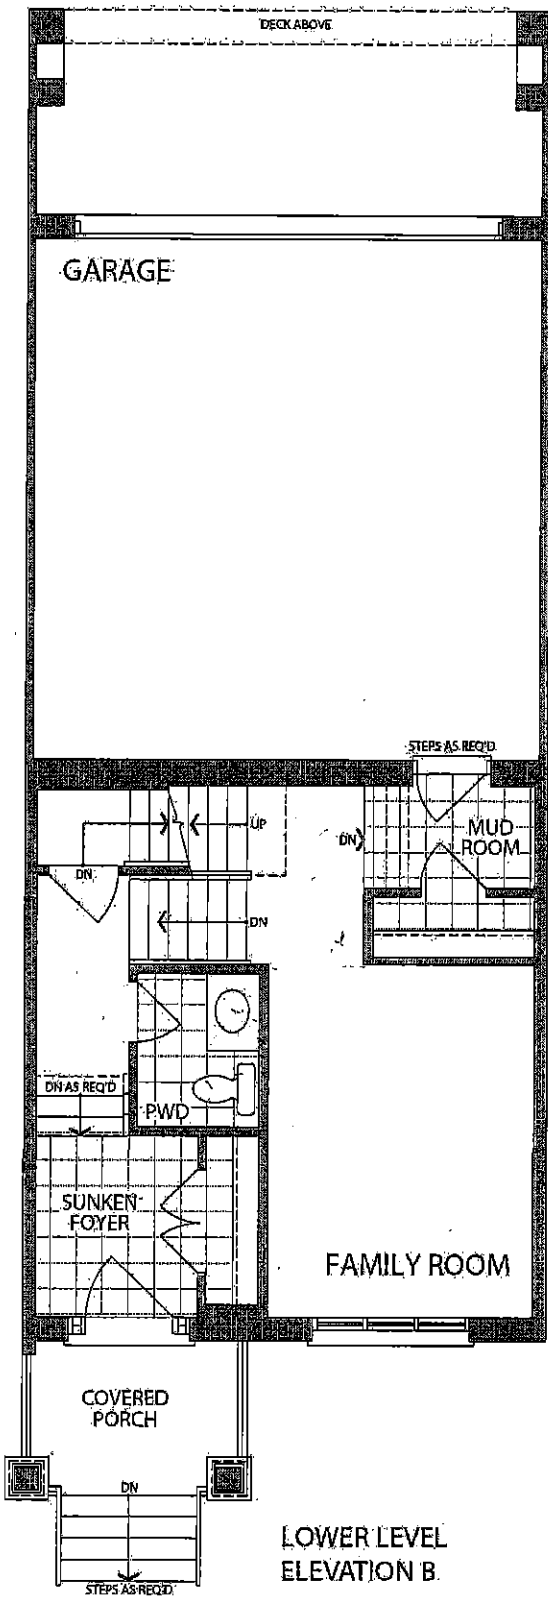 DECK ABOVE
GARAGE
STEPS AS REQ'D.
UP
DN
MUD
ROOM
DN
DN
DN AS REQ'D
PWD
SUNKEN
FOYER
FAMILY ROOM
COVERED
PORCH
DN
STEPS AS REQ'D.
LOWER LEVEL
ELEVATION B